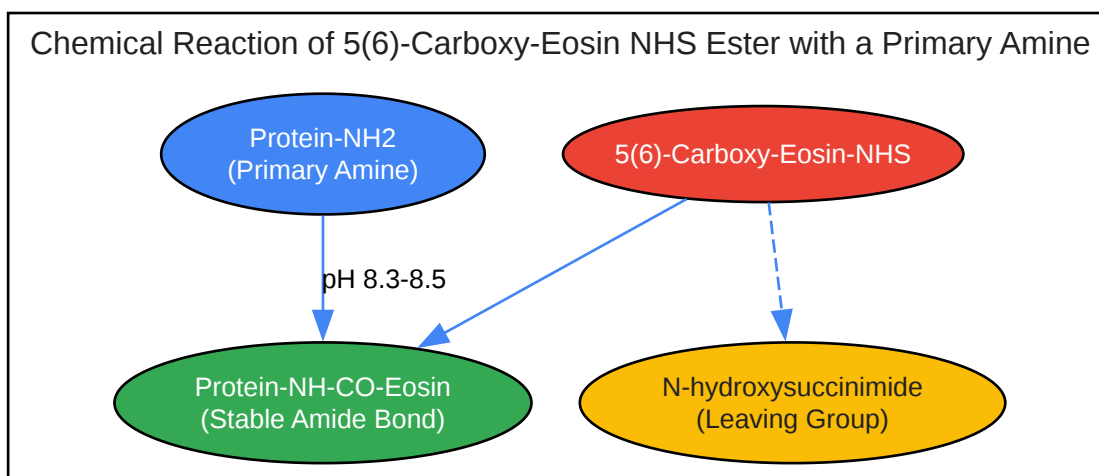 Chemical Reaction of 5(6)-Carboxy-Eosin NHS Ester with a Primary Amine
Protein-NH2
(Primary Amine)
5(6)-Carboxy-Eosin-NHS
pH 8.3-8.5
Protein-NH-CO-Eosin
(Stable Amide Bond)
N-hydroxysuccinimide
(Leaving Group)